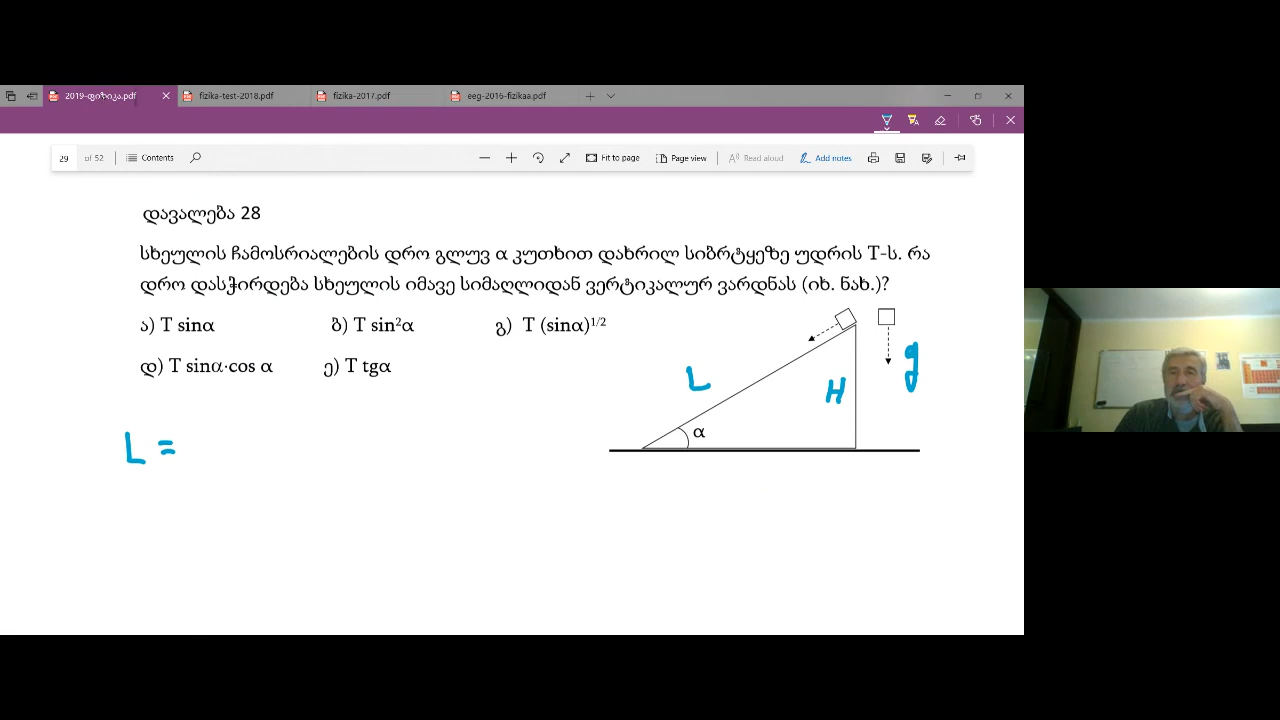 2019-ფიზიკა.pdf fizika-test-2018.pdf fizika-2017.pdf eeg-2016-fizikaa.pdf
29 of 52 Contents Fit to page Page view Read aloud Add notes
დავალება 28
სხეულის ჩამოსრიალების დრო გლუვ α კუთხით დახრილ სიბრტყეზე უდრის T-ს. რა
დრო დასჭირდება სხეულის იმავე სიმაღლიდან ვერტიკალურ ვარდნას (იხ. ნახ.)?
ა) T sinα ბ) T sin²α გ) T (sinα)^1/2
დ) T sinα·cos α ე) T tgα
L H g
α
L =